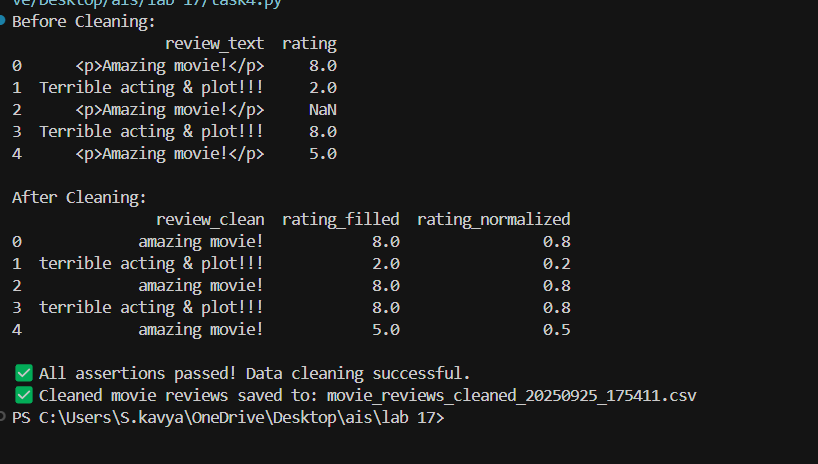 ve/Desktop/ais/lab 17/task4.py
Before Cleaning:
review_text rating
0 <p>Amazing movie!</p> 8.0
1 Terrible acting & plot!!! 2.0
2 <p>Amazing movie!</p> NaN
3 Terrible acting & plot!!! 8.0
4 <p>Amazing movie!</p> 5.0
After Cleaning:
review_clean rating_filled rating_normalized
0 amazing movie! 8.0 0.8
1 terrible acting & plot!!! 2.0 0.2
2 amazing movie! 8.0 0.8
3 terrible acting & plot!!! 8.0 0.8
4 amazing movie! 5.0 0.5
✅ All assertions passed! Data cleaning successful.
✅ Cleaned movie reviews saved to: movie_reviews_cleaned_20250925_175411.csv
PS C:\Users\S.kavya\OneDrive\Desktop\ais\lab 17>